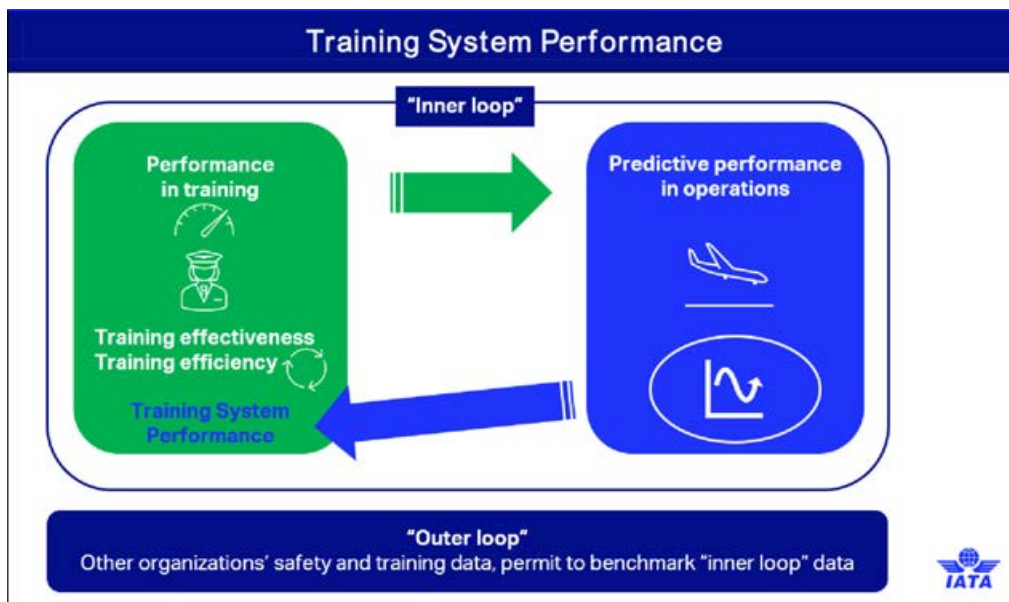 Training System Performance
"Inner loop"
Performance
in training
Training effectiveness
Training efficiency
Training System
Performance
Predictive performance
in operations
"Outer loop"
Other organizations' safety and training data, permit to benchmark "inner loop" data
IATA